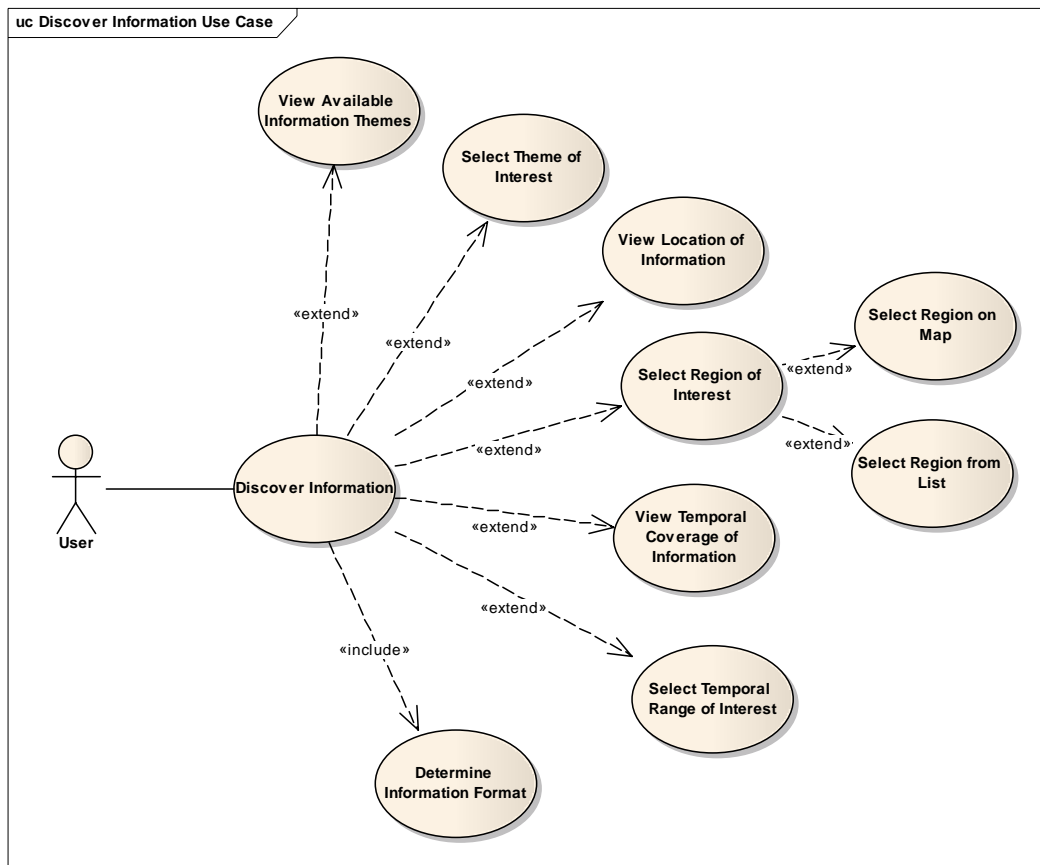 uc Discover Information Use Case
View Available
Information Themes
Select Theme of
Interest
View Location of
Information
Select Region on
Map
«extend»
«extend»
«extend»
Select Region of
Interest
«extend»
«extend»
«extend»
Select Region from
List
Discover Information
User
View Temporal
Coverage of
Information
«extend»
«extend»
«include»
Select Temporal
Range of Interest
Determine
Information Format